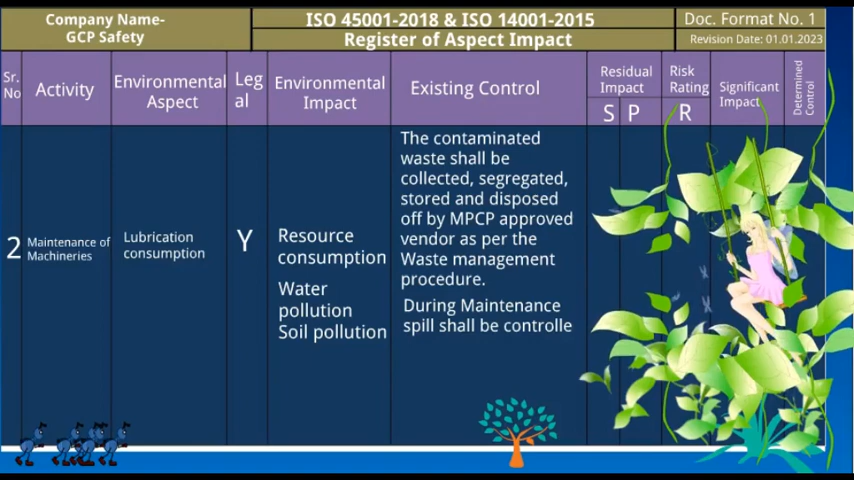 Company Name-
GCP Safety
ISO 45001-2018 & ISO 14001-2015
Register of Aspect Impact
Doc. Format No. 1
Revision Date: 01.01.2023
Sr.
No
Activity
Environmental
Aspect
Leg
al
Environmental
Impact
Existing Control
Residual
Impact
S P
Risk
Rating
R
Significant
Impact
Determined
Control
2
Maintenance of
Machineries
Lubrication
consumption
Y
Resource
consumption
Water
pollution
Soil pollution
The contaminated
waste shall be
collected, segregated,
stored and disposed
off by MPCP approved
vendor as per the
Waste management
procedure.
During Maintenance
spill shall be controlle